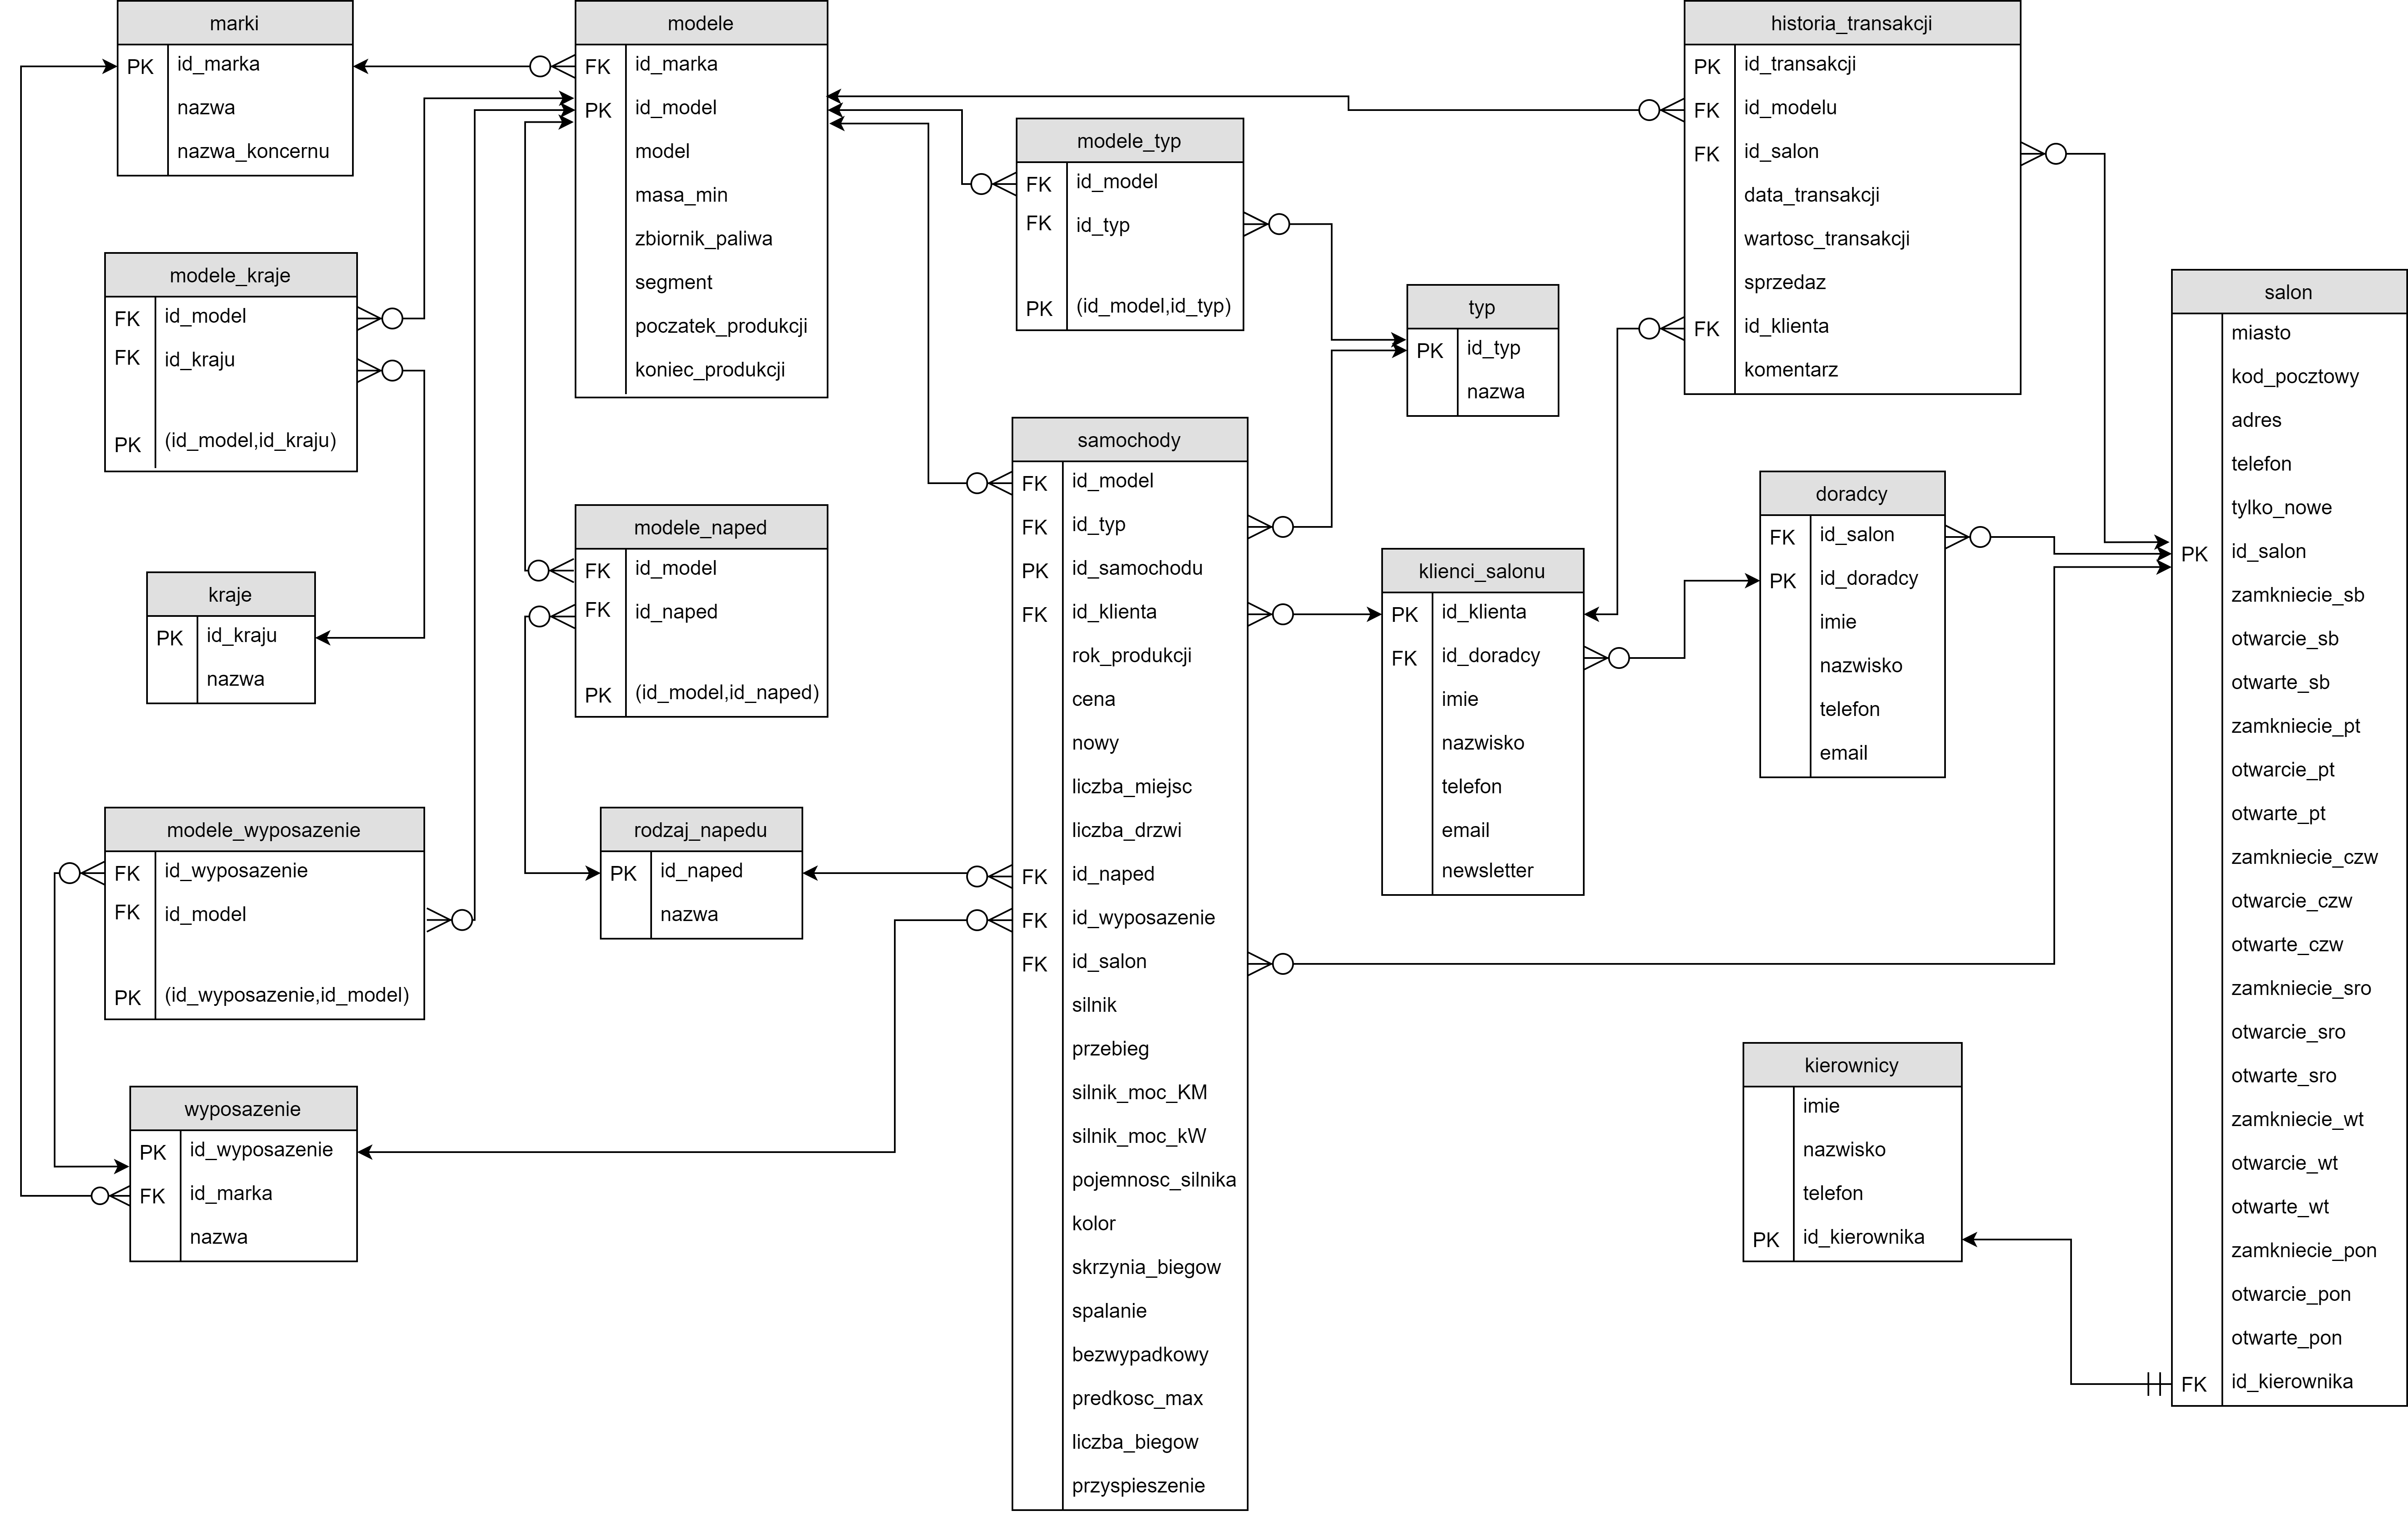 marki
PK id_marka
nazwa
nazwa_koncernu
modele
FK id_marka
PK id_model
model
masa_min
zbiornik_paliwa
segment
poczatek_produkcji
koniec_produkcji
modele_typ
FK id_model
FK id_typ
PK (id_model,id_typ)
historia_transakcji
PK id_transakcji
FK id_modelu
FK id_salon
data_transakcji
wartosc_transakcji
sprzedaz
FK id_klienta
komentarz
modele_kraje
FK id_model
FK id_kraju
PK (id_model,id_kraju)
typ
PK id_typ
nazwa
salon
miasto
kod_pocztowy
adres
telefon
tylko_nowe
PK id_salon
zamkniecie_sb
otwarcie_sb
otwarte_sb
zamkniecie_pt
otwarcie_pt
otwarte_pt
zamkniecie_czw
otwarcie_czw
otwarte_czw
zamkniecie_sro
otwarcie_sro
otwarte_sro
zamkniecie_wt
otwarcie_wt
otwarte_wt
zamkniecie_pon
otwarcie_pon
otwarte_pon
FK id_kierownika
kraje
PK id_kraju
nazwa
modele_naped
FK id_model
FK id_naped
PK (id_model,id_naped)
samochody
FK id_model
FK id_typ
PK id_samochodu
FK id_klienta
rok_produkcji
cena
nowy
liczba_miejsc
liczba_drzwi
FK id_naped
FK id_wyposazenie
FK id_salon
silnik
przebieg
silnik_moc_KM
silnik_moc_kW
pojemnosc_silnika
kolor
skrzynia_biegow
spalanie
bezwypadkowy
predkosc_max
liczba_biegow
przyspieszenie
klienci_salonu
PK id_klienta
FK id_doradcy
imie
nazwisko
telefon
email
newsletter
doradcy
FK id_salon
PK id_doradcy
imie
nazwisko
telefon
email
modele_wyposazenie
FK id_wyposazenie
FK id_model
PK (id_wyposazenie,id_model)
rodzaj_napedu
PK id_naped
nazwa
wyposazenie
PK id_wyposazenie
FK id_marka
nazwa
kierownicy
imie
nazwisko
telefon
PK id_kierownika